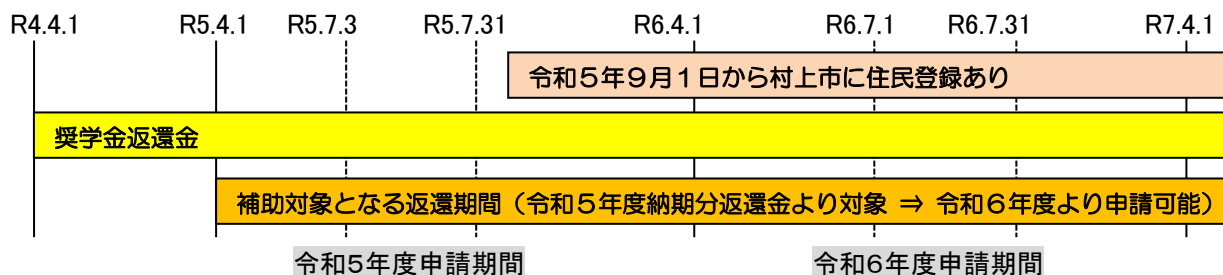 R4.4.1 R5.4.1 R5.7.3 R5.7.31 R6.4.1 R6.7.1 R6.7.31 R7.4.1
令和５年９月１日から村上市に住民登録あり
奨学金返還金
補助対象となる返還期間（令和５年度納期分返還金より対象 ⇒ 令和６年度より申請可能）
令和５年度申請期間 令和６年度申請期間